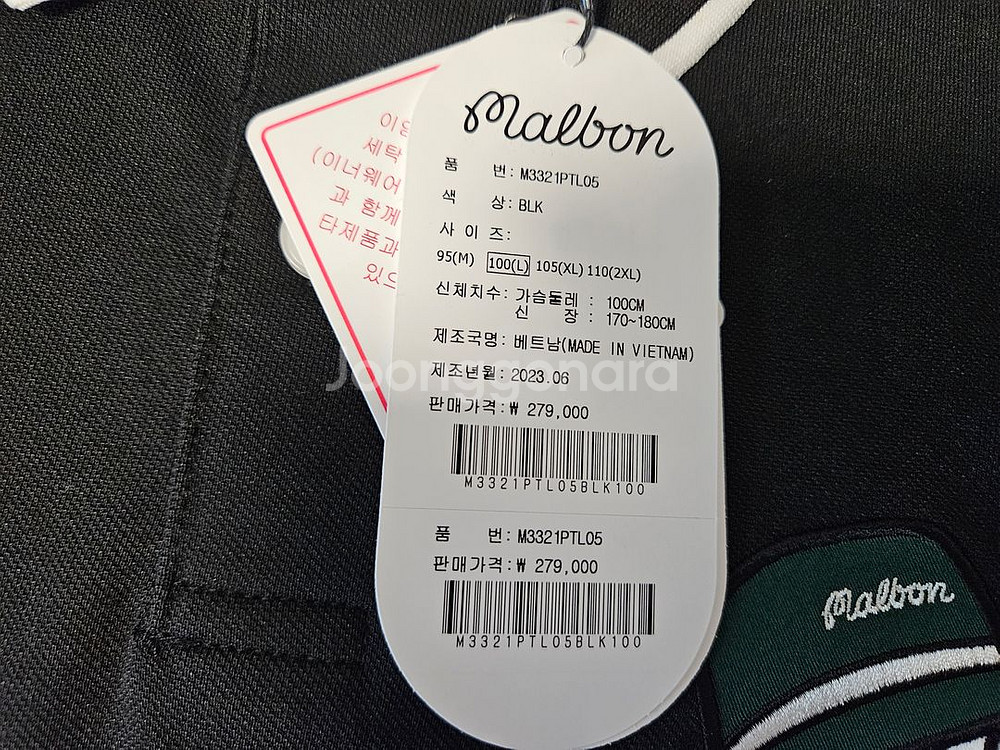 malbon
품 번: M3321PTL05
색 상: BLK
사 이 즈:
95(M) 100(L) 105(XL) 110(2XL)
신체치수: 가슴둘레 : 100CM
신 장 : 170~180CM
제조국명: 베트남(MADE IN VIETNAM)
제조년월: 2023.06
판매가격:₩ 279,000
M3321PTL05BLK100
품 번: M3321PTL05
판매가격:₩ 279,000
M3321PTL05BLK100
세탁
(이너웨어
과 함께
타제품과
Joonggonara
malbon